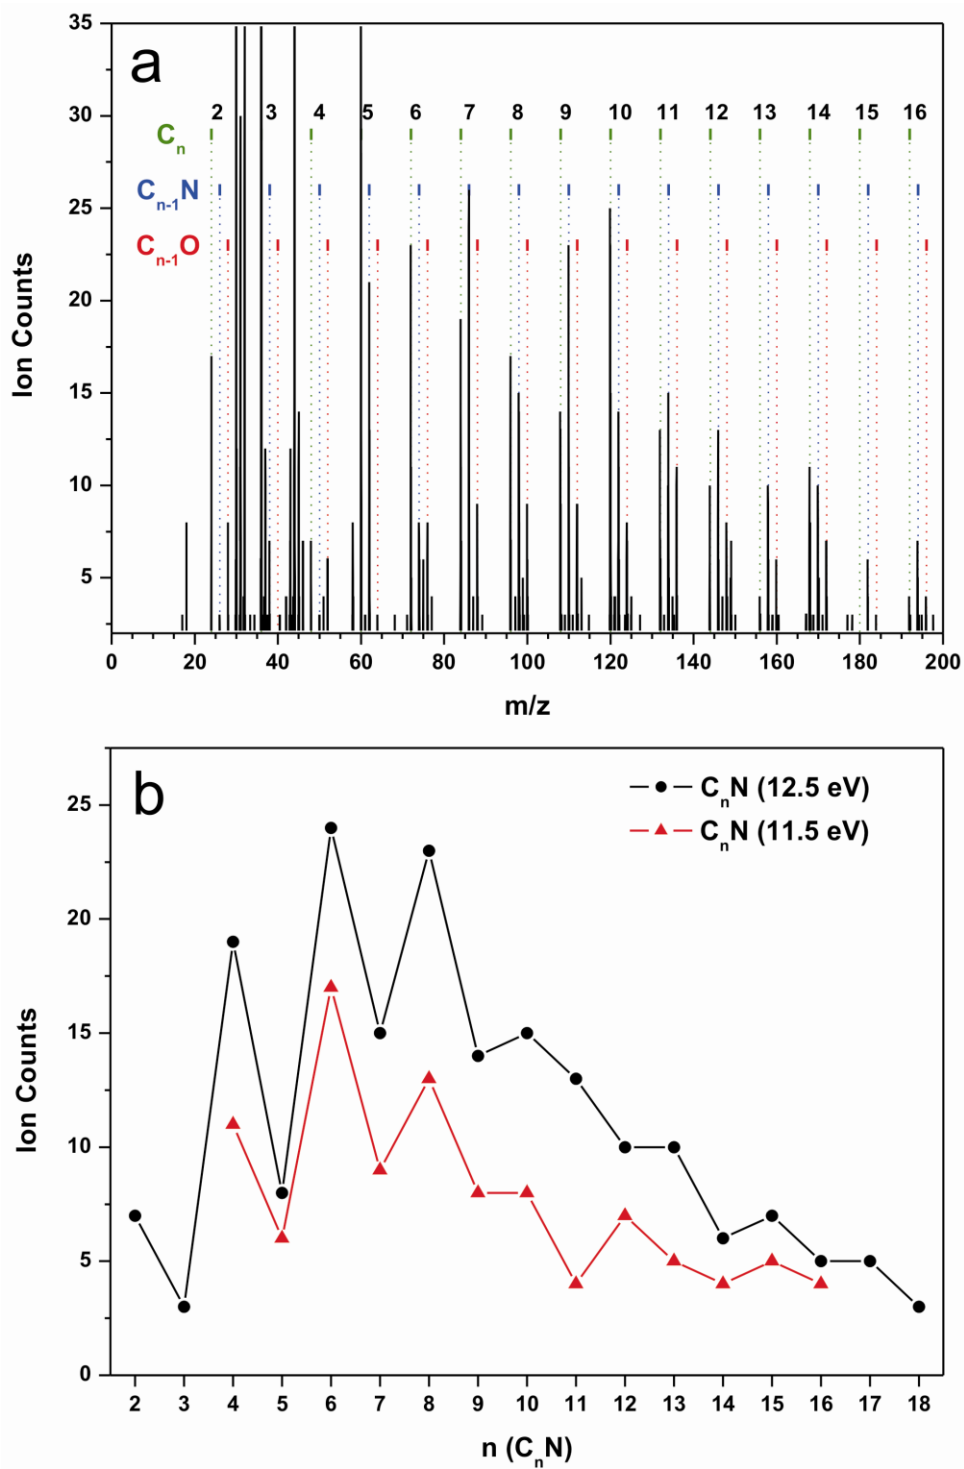 a
35
30
25
20
15
10
5
Ion Counts
2 3 4 5 6 7 8 9 10 11 12 13 14 15 16
Cₙ
Cₙ₋₁N
Cₙ₋₁O
0 20 40 60 80 100 120 140 160 180 200
m/z
b
CₙN (12.5 eV)
CₙN (11.5 eV)
25
20
15
10
5
0
Ion Counts
2 3 4 5 6 7 8 9 10 11 12 13 14 15 16 17 18
n (CₙN)